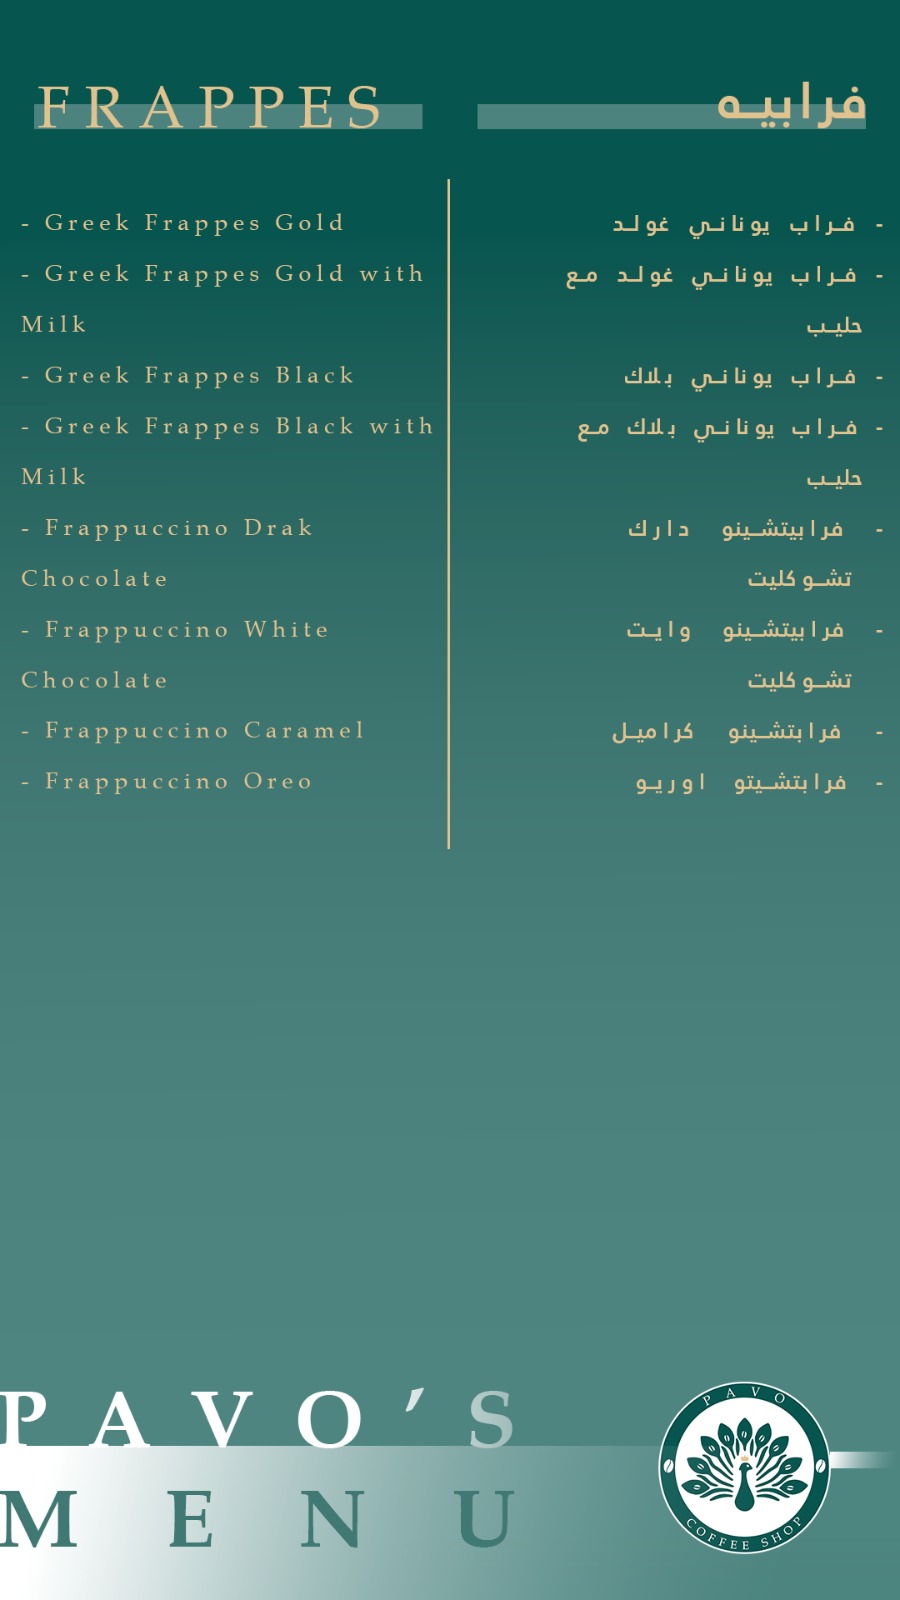 FRAPPES
- Greek Frappes Gold
- Greek Frappes Gold with
Milk
- Greek Frappes Black
- Greek Frappes Black with
Milk
- Frappuccino Drak
Chocolate
- Frappuccino White
Chocolate
- Frappuccino Caramel
- Frappuccino Oreo
فرابيه
- فراب يوناني غولد
- فراب يوناني غولد مع
حليب
- فراب يوناني بلاك
- فراب يوناني بلاك مع
حليب
- فرابيتشينو دارك
تشوكليت
- فرابيتشينو وايت
تشوكليت
- فرابتشينو كراميل
- فرابتشيتو اوريو
PAVO’S
MENU
PAVO
COFFEE SHOP